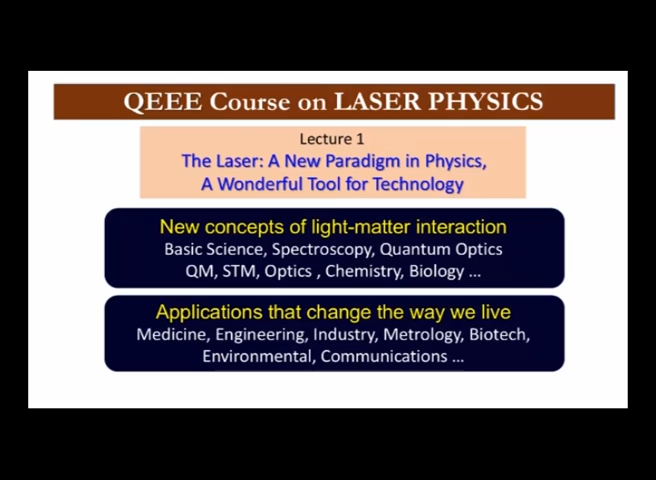 QEEE Course on LASER PHYSICS
Lecture 1
The Laser: A New Paradigm in Physics,
A Wonderful Tool for Technology
New concepts of light-matter interaction
Basic Science, Spectroscopy, Quantum Optics
QM, STM, Optics , Chemistry, Biology ...
Applications that change the way we live
Medicine, Engineering, Industry, Metrology, Biotech,
Environmental, Communications ...